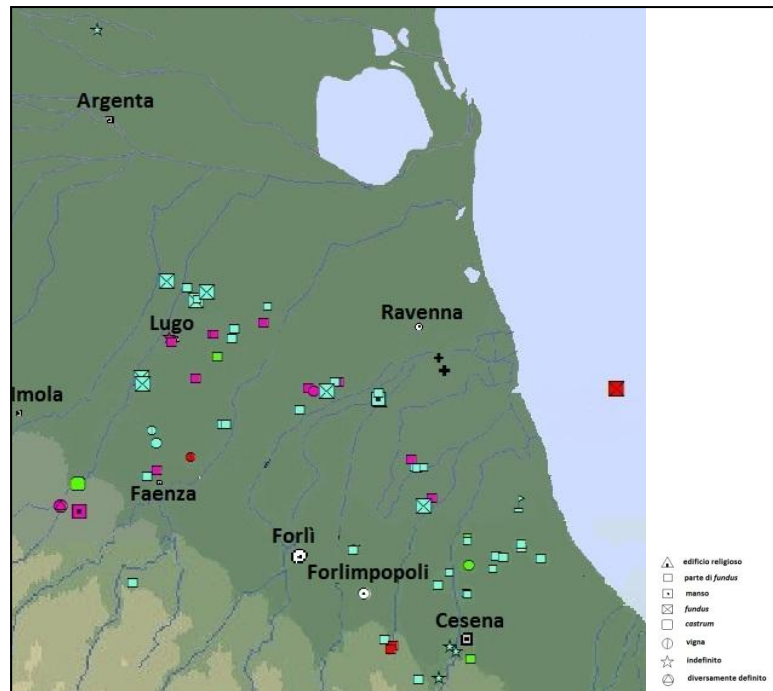 Argenta
Lugo
Ravenna
Imola
Faenza
Forlì
Forlimpopoli
Cesena
edificio religioso
parte di fundus
manso
fundus
castrum
vigna
indefinito
diversamente definito